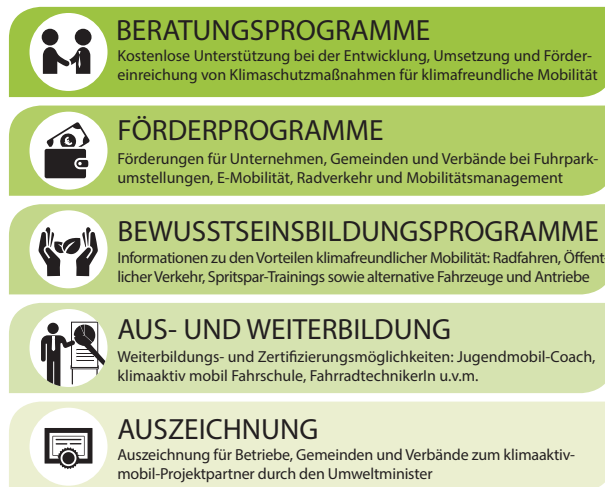 BERATUNGSPROGRAMME
Kostenlose Unterstützung bei der Entwicklung, Umsetzung und Förder-
einreichung von Klimaschutzmaßnahmen für klimafreundliche Mobilität
FÖRDERPROGRAMME
Förderungen für Unternehmen, Gemeinden und Verbände bei Fuhrpark-
umstellungen, E-Mobilität, Radverkehr und Mobilitätsmanagement
BEWUSSTSEINSBILDUNGSPROGRAMME
Informationen zu den Vorteilen klimafreundlicher Mobilität: Radfahren, Öffent-
licher Verkehr, Spritspar-Trainings sowie alternative Fahrzeuge und Antriebe
AUS- UND WEITERBILDUNG
Weiterbildungs- und Zertifizierungsmöglichkeiten: Jugendmobil-Coach,
klimaaktiv mobil Fahrschule, FahrradtechnikerIn u.v.m.
AUSZEICHNUNG
Auszeichnung für Betriebe, Gemeinden und Verbände zum klimaaktiv-
mobil-Projektpartner durch den Umweltminister